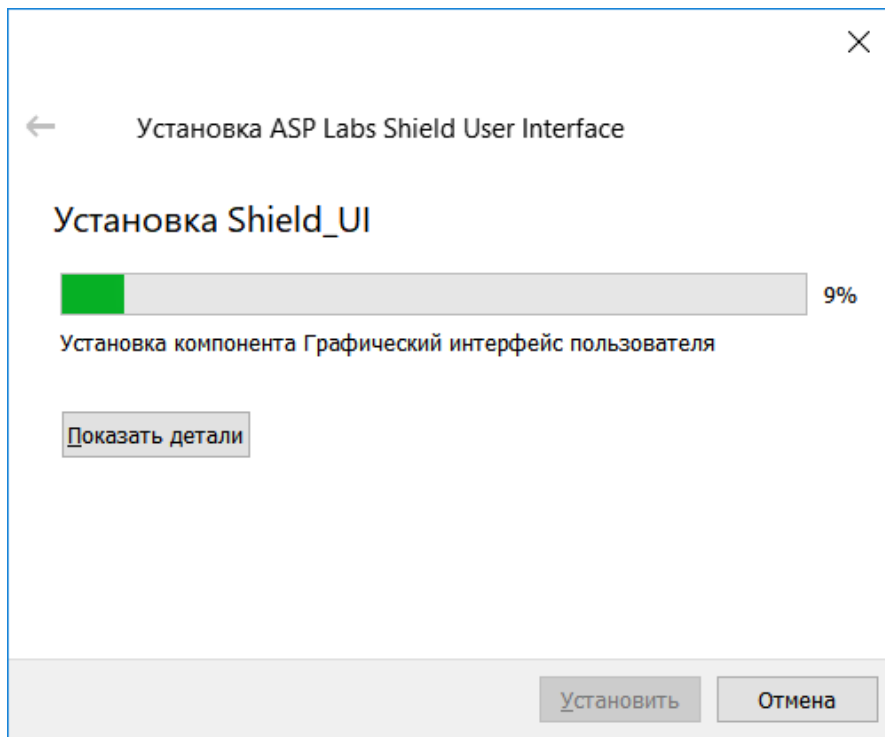 Установка ASP Labs Shield User Interface
Установка Shield_UI
9%
Установка компонента Графический интерфейс пользователя
Показать детали
Установить
Отмена